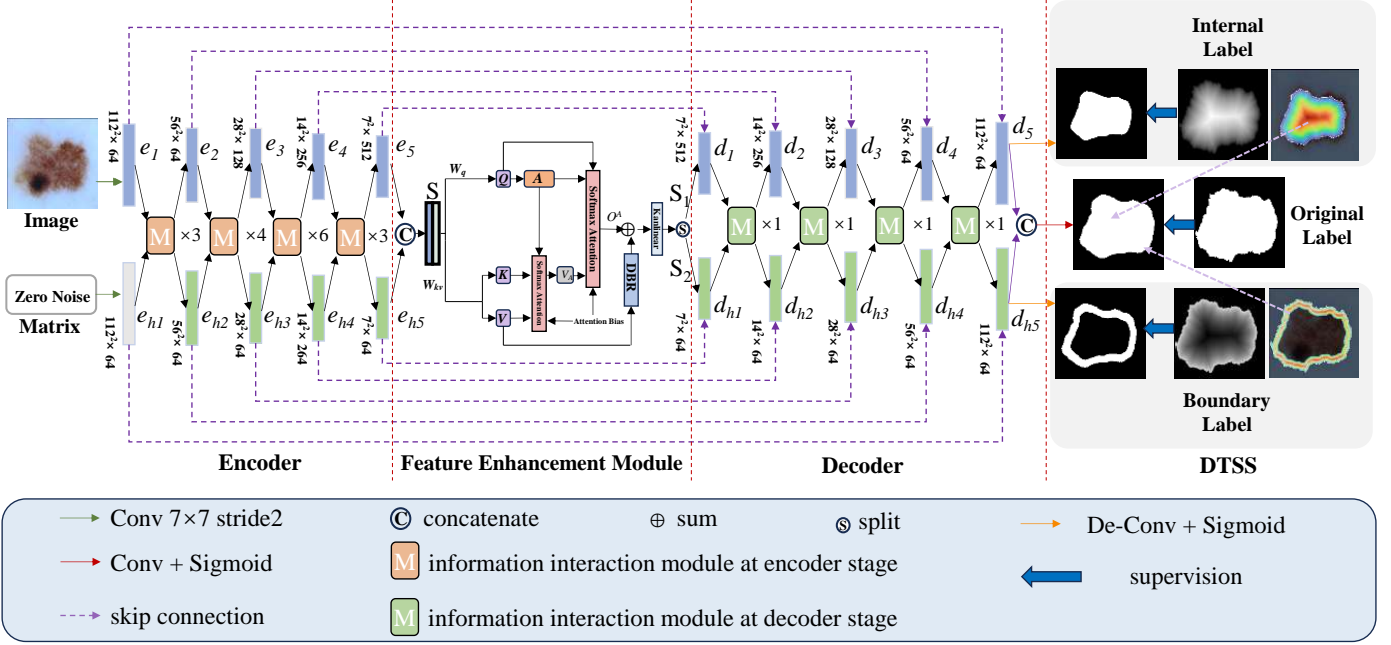 Image
Zero Noise
Matrix
112²× 64
56²× 64
28²× 128
14²× 256
7²× 512
e1
e2
e3
e4
e5
M ×3
M ×4
M ×6
M ×3
112²× 64
56²× 64
28²× 64
14²× 264
7²× 64
eh1
eh2
eh3
eh4
eh5
C
S
Wq
Wkv
Q
A
K
V
Softmax Attention
VA
Softmax Attention
Attention Bias
OA
DBR
Kanlinear
S
S1
S2
7²× 512
14²× 256
28²× 128
56²× 64
112²× 64
d1
d2
d3
d4
d5
M ×1
M ×1
M ×1
M ×1
7²× 64
14²× 64
28²× 64
56²× 64
112²× 64
dh1
dh2
dh3
dh4
dh5
C
Internal
Label
Original
Label
Boundary
Label
Encoder
Feature Enhancement Module
Decoder
DTSS
Conv 7×7 stride2
C concatenate
⊕ sum
S split
De-Conv + Sigmoid
Conv + Sigmoid
M information interaction module at encoder stage
supervision
skip connection
M information interaction module at decoder stage